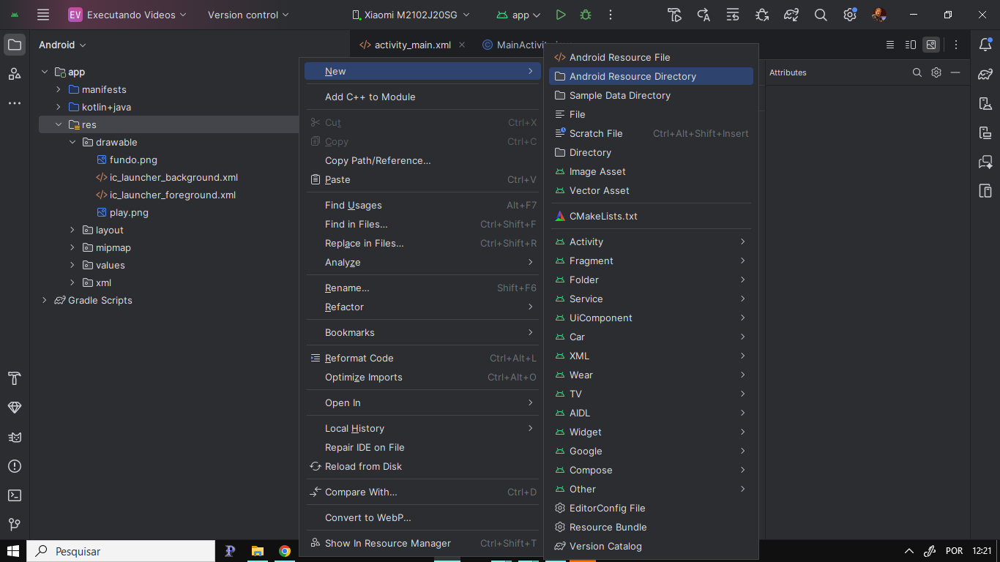 EV Executando Videos Version control Xiaomi M2102J20SG app
Android
activity_main.xml
app
manifests
kotlin+java
res
drawable
fundo.png
ic_launcher_background.xml
ic_launcher_foreground.xml
play.png
layout
mipmap
values
xml
Gradle Scripts
New
Add C++ to Module
Cut Ctrl+X
Copy Ctrl+C
Copy Path/Reference...
Paste Ctrl+V
Find Usages Alt+F7
Find in Files... Ctrl+Shift+F
Replace in Files... Ctrl+Shift+R
Analyze
Rename... Shift+F6
Refactor
Bookmarks
Reformat Code Ctrl+Alt+L
Optimize Imports Ctrl+Alt+O
Open In
Local History
Repair IDE on File
Reload from Disk
Compare With... Ctrl+D
Convert to WebP...
Show In Resource Manager Ctrl+Shift+T
Android Resource File
Android Resource Directory
Sample Data Directory
File
Scratch File Ctrl+Alt+Shift+Insert
Directory
Image Asset
Vector Asset
CMakeLists.txt
Activity
Fragment
Folder
Service
UiComponent
Car
XML
Wear
TV
AIDL
Widget
Google
Compose
Other
EditorConfig File
Resource Bundle
Version Catalog
Attributes
Pesquisar
POR 12:21